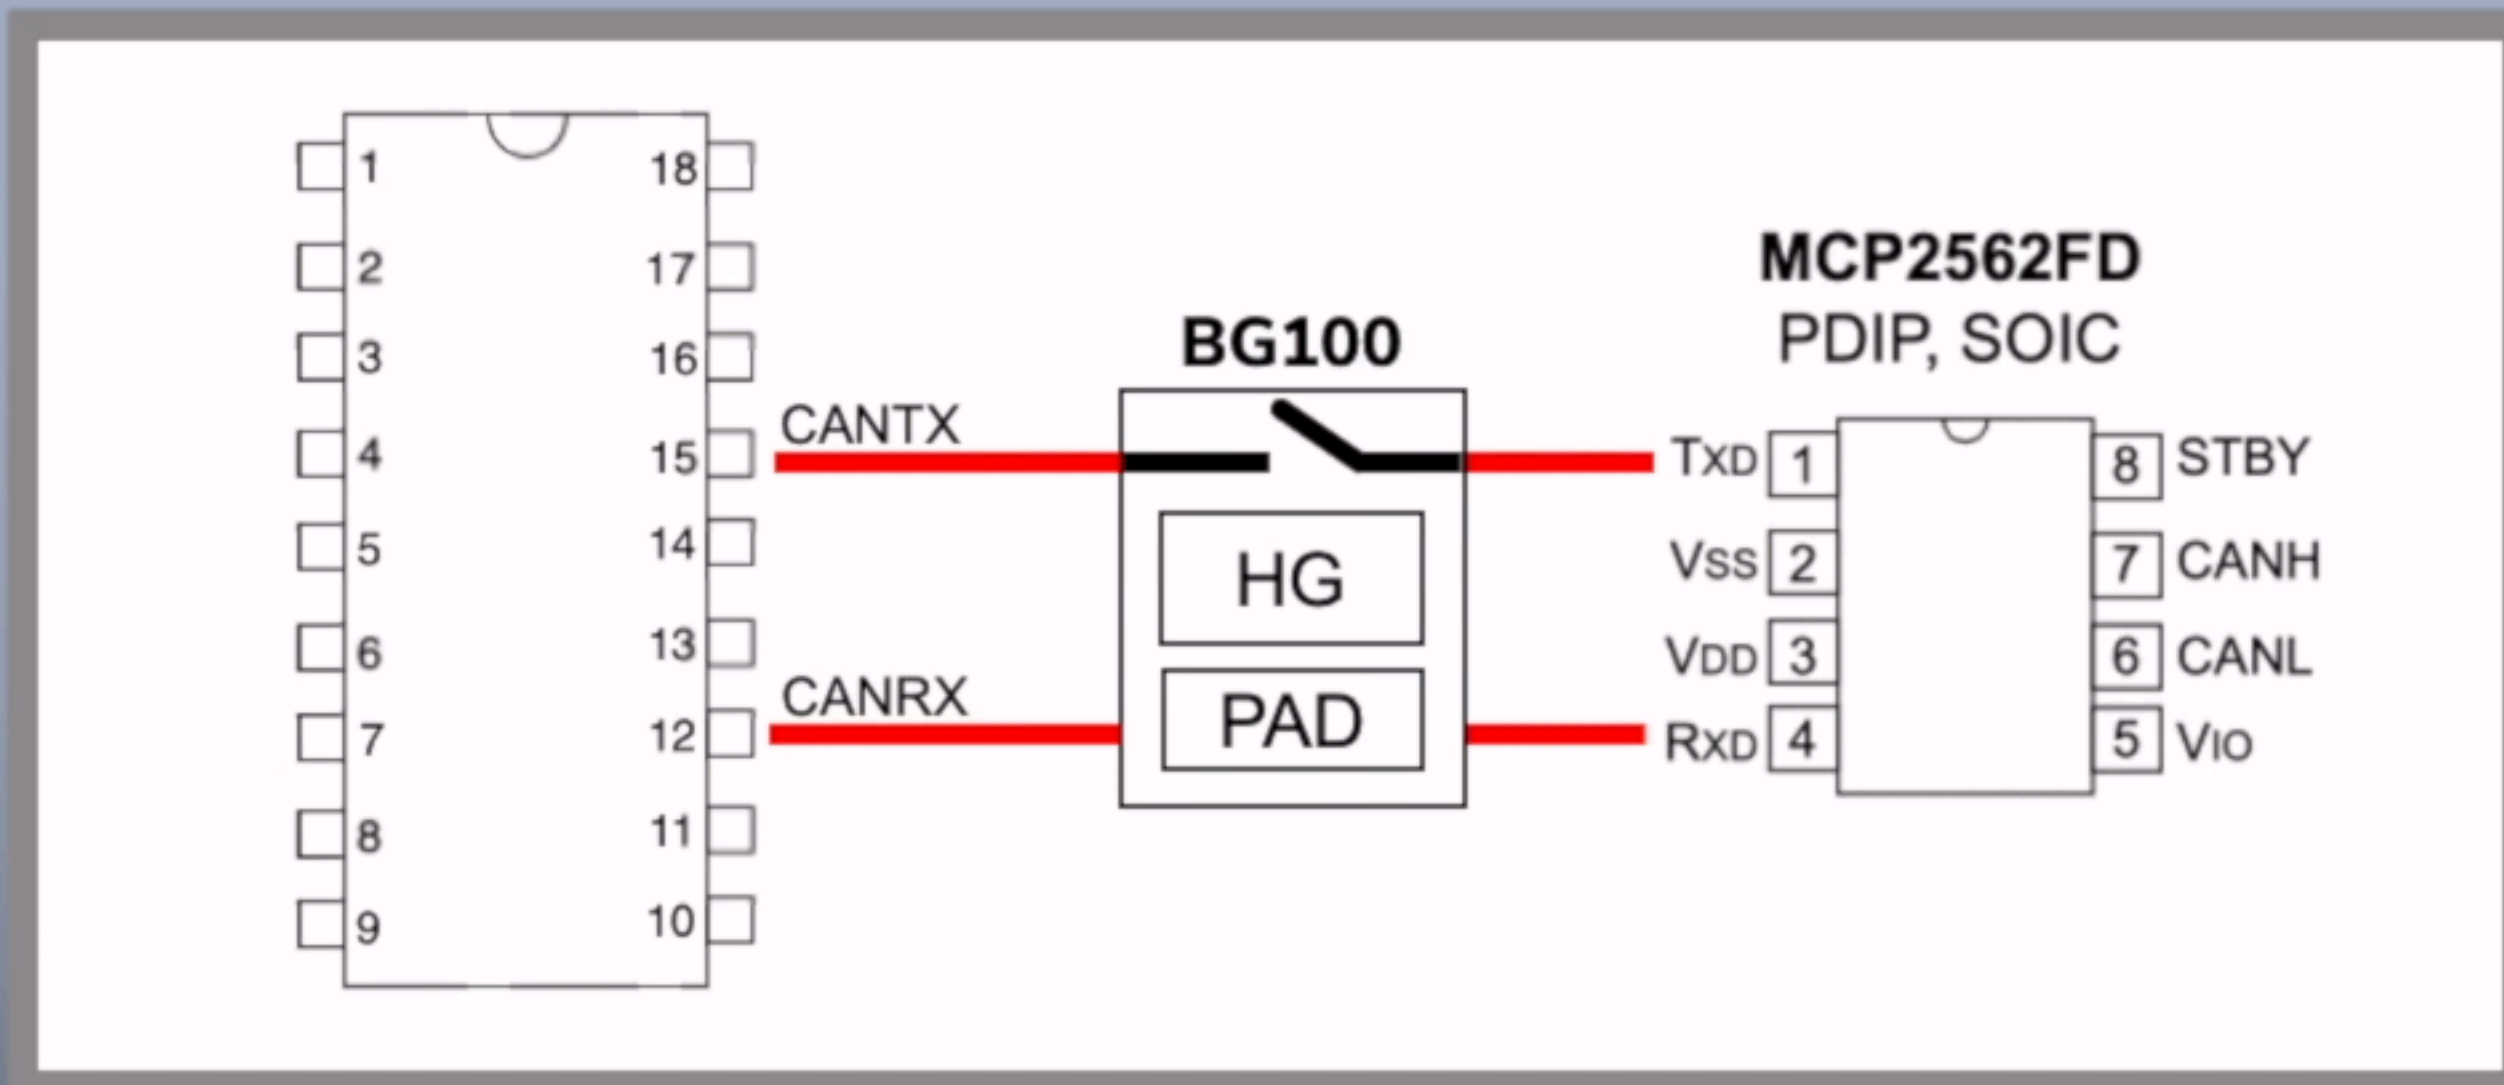 1
2
3
4
5
6
7
8
9
18
17
16
15
14
13
12
11
10
CANTX
CANRX
BG100
HG
PAD
MCP2562FD
PDIP, SOIC
TXD 1
VSS 2
VDD 3
RXD 4
8 STBY
7 CANH
6 CANL
5 VIO